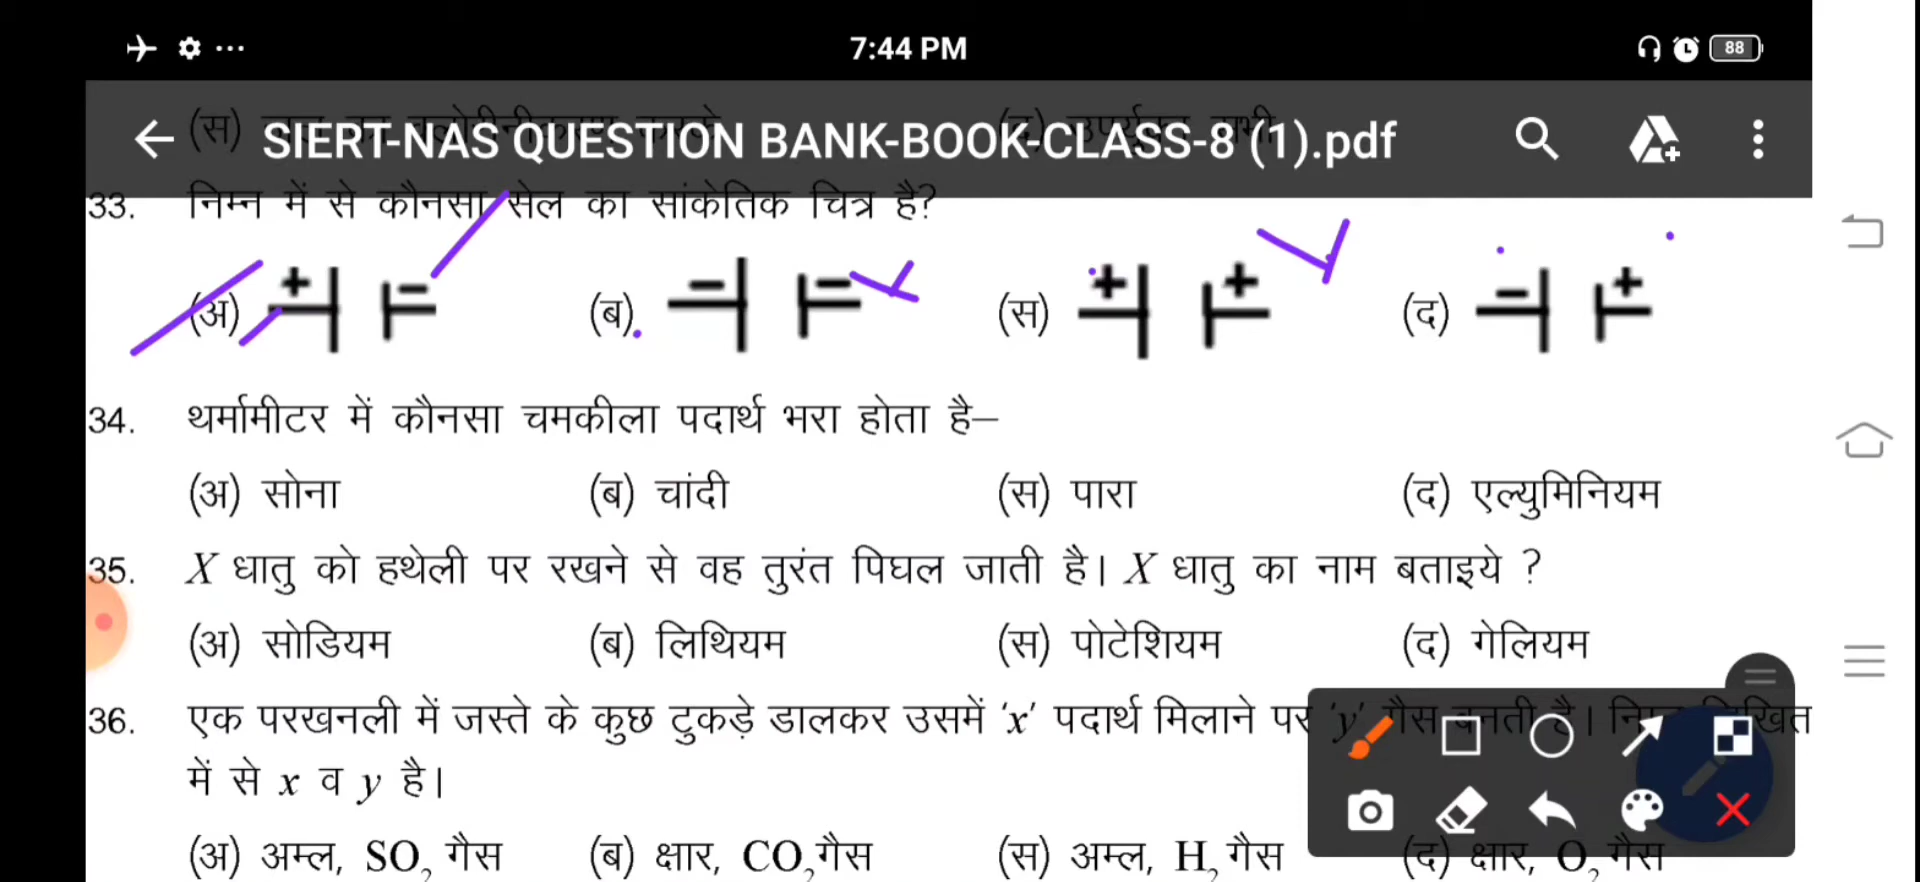 7:44 PM
88
SIERT-NAS QUESTION BANK-BOOK-CLASS-8 (1).pdf
33. निम्न में से कौनसा सेल का सांकेतिक चित्र है?
(अ) + − (ब) − − (स) + + (द) − +
34. थर्मामीटर में कौनसा चमकीला पदार्थ भरा होता है—
(अ) सोना (ब) चांदी (स) पारा (द) एल्युमिनियम
35. X धातु को हथेली पर रखने से वह तुरंत पिघल जाती है। X धातु का नाम बताइये ?
(अ) सोडियम (ब) लिथियम (स) पोटेशियम (द) गेलियम
36. एक परखनली में जस्ते के कुछ टुकड़े डालकर उसमें ‘x’ पदार्थ मिलाने पर ‘y’ गैस बनती है। निम्न लिखित
में से x व y है।
(अ) अम्ल, SO₂ गैस (ब) क्षार, CO₂ गैस (स) अम्ल, H₂ गैस (द) क्षार, O₂ गैस